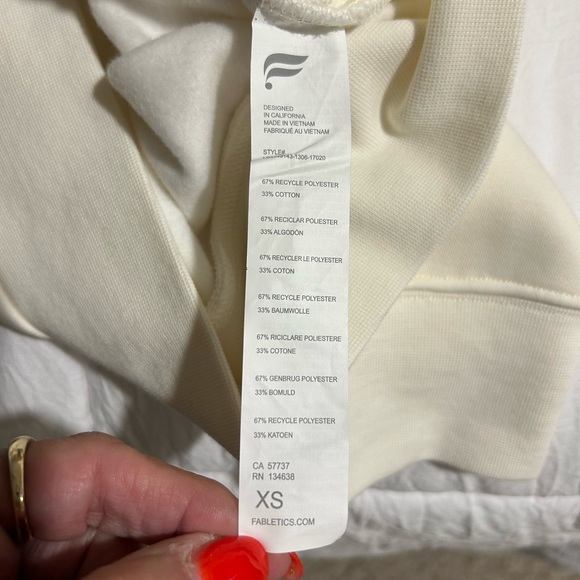 DESIGNED
IN CALIFORNIA
MADE IN VIETNAM
FABRIQUÉ AU VIETNAM
STYLE#
67% RECYCLE POLYESTER
33% COTTON
67% RECICLAR POLIESTER
33% ALGODÓN
67% RECYCLER LE POLYESTER
33% COTON
67% RECYCLE POLYESTER
33% BAUMWOLLE
67% RICICLARE POLIESTERE
33% COTONE
67% GENBRUG POLYESTER
33% BOMULD
67% RECYCLE POLYESTER
33% KATOEN
CA 57737
RN 134638
XS
FABLETICS.COM